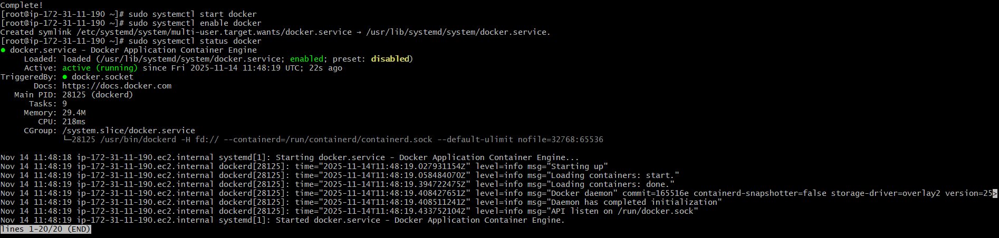 Complete!
[root@ip-172-31-11-190 ~]# sudo systemctl start docker
[root@ip-172-31-11-190 ~]# sudo systemctl enable docker
Created symlink /etc/systemd/system/multi-user.target.wants/docker.service → /usr/lib/systemd/system/docker.service.
[root@ip-172-31-11-190 ~]# sudo systemctl status docker
● docker.service - Docker Application Container Engine
     Loaded: loaded (/usr/lib/systemd/system/docker.service; enabled; preset: disabled)
     Active: active (running) since Fri 2025-11-14 11:48:19 UTC; 22s ago
TriggeredBy: ● docker.socket
       Docs: https://docs.docker.com
   Main PID: 28125 (dockerd)
      Tasks: 9
     Memory: 29.4M
        CPU: 218ms
     CGroup: /system.slice/docker.service
             └─28125 /usr/bin/dockerd -H fd:// --containerd=/run/containerd/containerd.sock --default-ulimit nofile=32768:65536

Nov 14 11:48:18 ip-172-31-11-190.ec2.internal systemd[1]: Starting docker.service - Docker Application Container Engine...
Nov 14 11:48:19 ip-172-31-11-190.ec2.internal dockerd[28125]: time="2025-11-14T11:48:19.027931154Z" level=info msg="Starting up"
Nov 14 11:48:19 ip-172-31-11-190.ec2.internal dockerd[28125]: time="2025-11-14T11:48:19.058484070Z" level=info msg="Loading containers: start."
Nov 14 11:48:19 ip-172-31-11-190.ec2.internal dockerd[28125]: time="2025-11-14T11:48:19.394722475Z" level=info msg="Loading containers: done."
Nov 14 11:48:19 ip-172-31-11-190.ec2.internal dockerd[28125]: time="2025-11-14T11:48:19.408427651Z" level=info msg="Docker daemon" commit=165516e containerd-snapshotter=false storage-driver=overlay2 version=25>
Nov 14 11:48:19 ip-172-31-11-190.ec2.internal dockerd[28125]: time="2025-11-14T11:48:19.408511241Z" level=info msg="Daemon has completed initialization"
Nov 14 11:48:19 ip-172-31-11-190.ec2.internal dockerd[28125]: time="2025-11-14T11:48:19.433752104Z" level=info msg="API listen on /run/docker.sock"
Nov 14 11:48:19 ip-172-31-11-190.ec2.internal systemd[1]: Started docker.service - Docker Application Container Engine.
lines 1-20/20 (END)